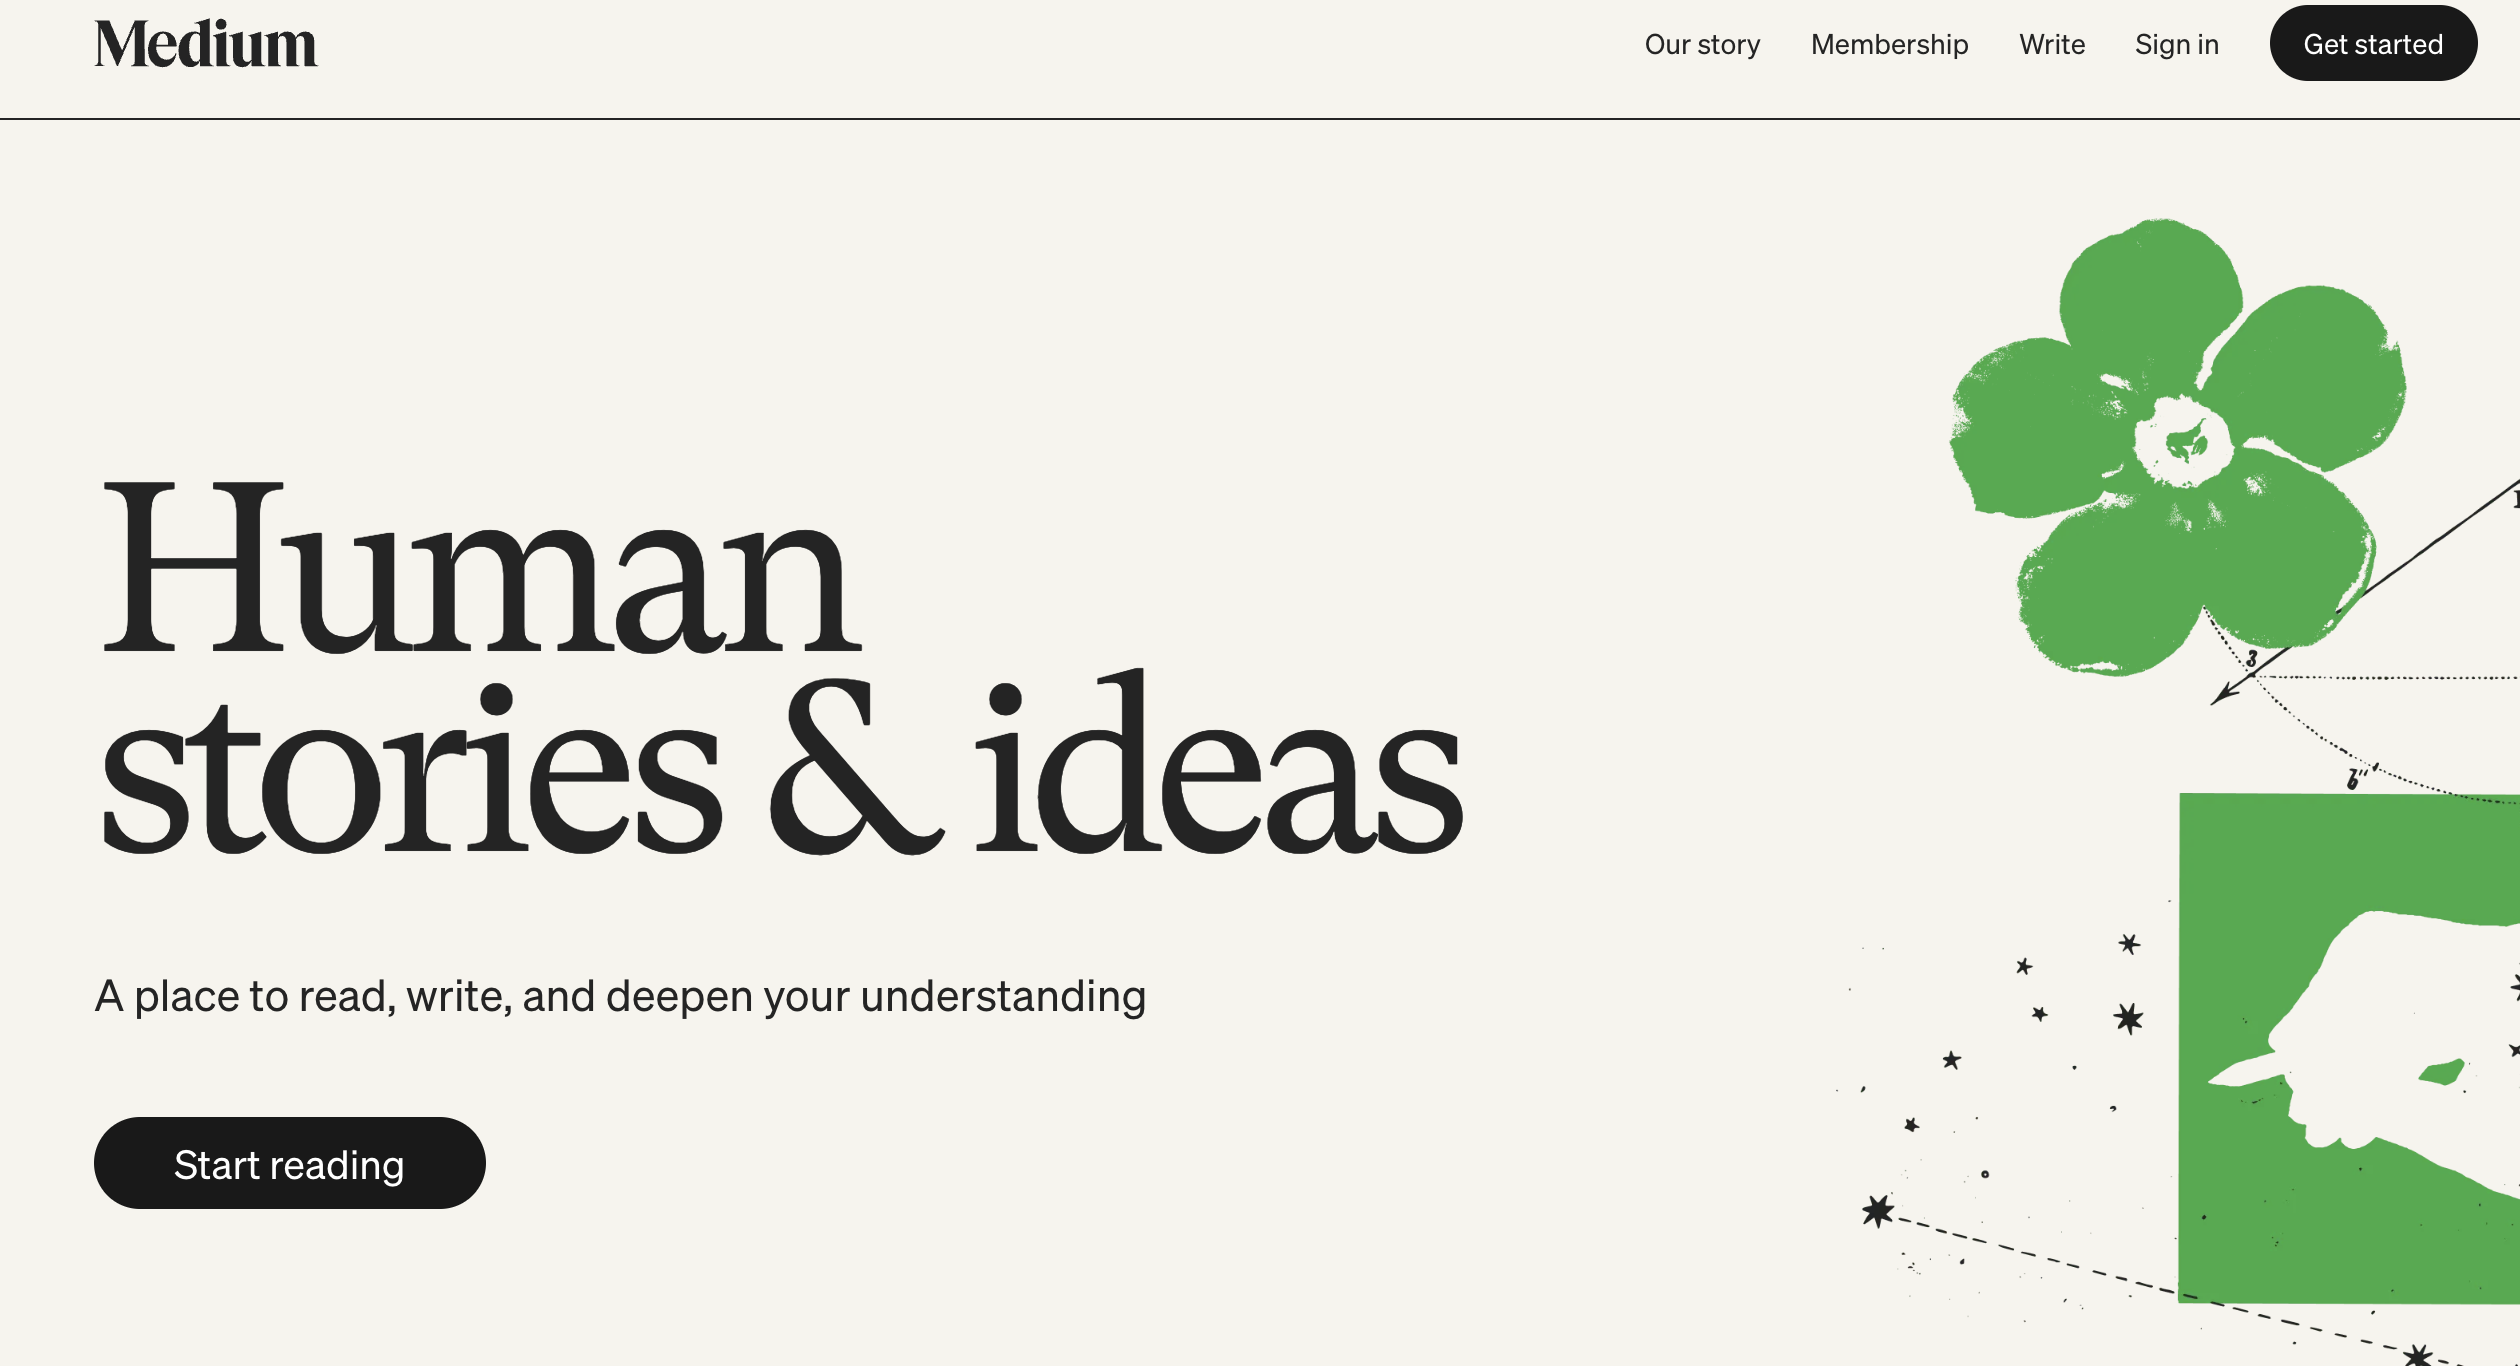 Medium
Our story Membership Write Sign in Get started
Human
stories & ideas
A place to read, write, and deepen your understanding
Start reading
3